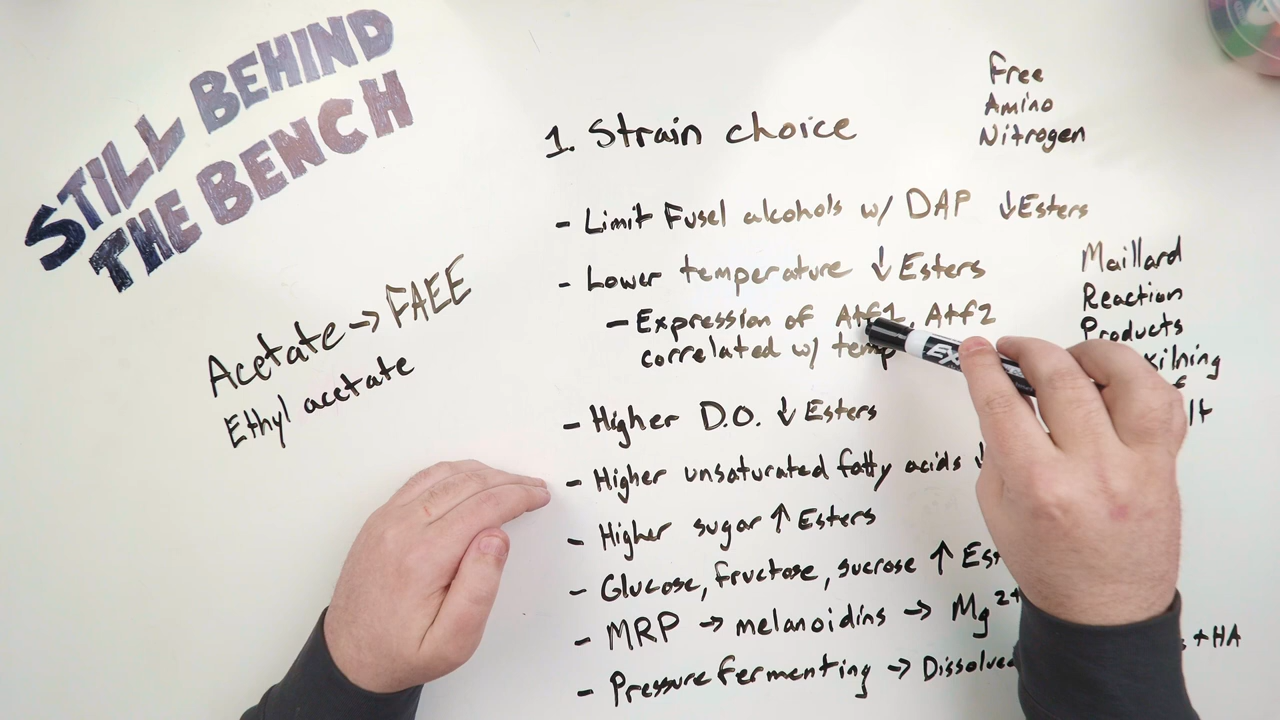 STILL BEHIND
THE BENCH
Acetate → FAEE
Ethyl acetate
1. Strain choice
Free
Amino
Nitrogen
- Limit Fusel alcohols w/ DAP ↓Esters
- Lower temperature ↓ Esters
- Expression of Atf1, Atf2
correlated w/ temp
- Higher D.O. ↓ Esters
- Higher unsaturated fatty acids ↓
- Higher sugar ↑ Esters
- Glucose, fructose, sucrose ↑ Es
- MRP → melanoidins → Mg²⁺
- Pressure fermenting → Dissolved
Maillard
Reaction
Products
+ HA